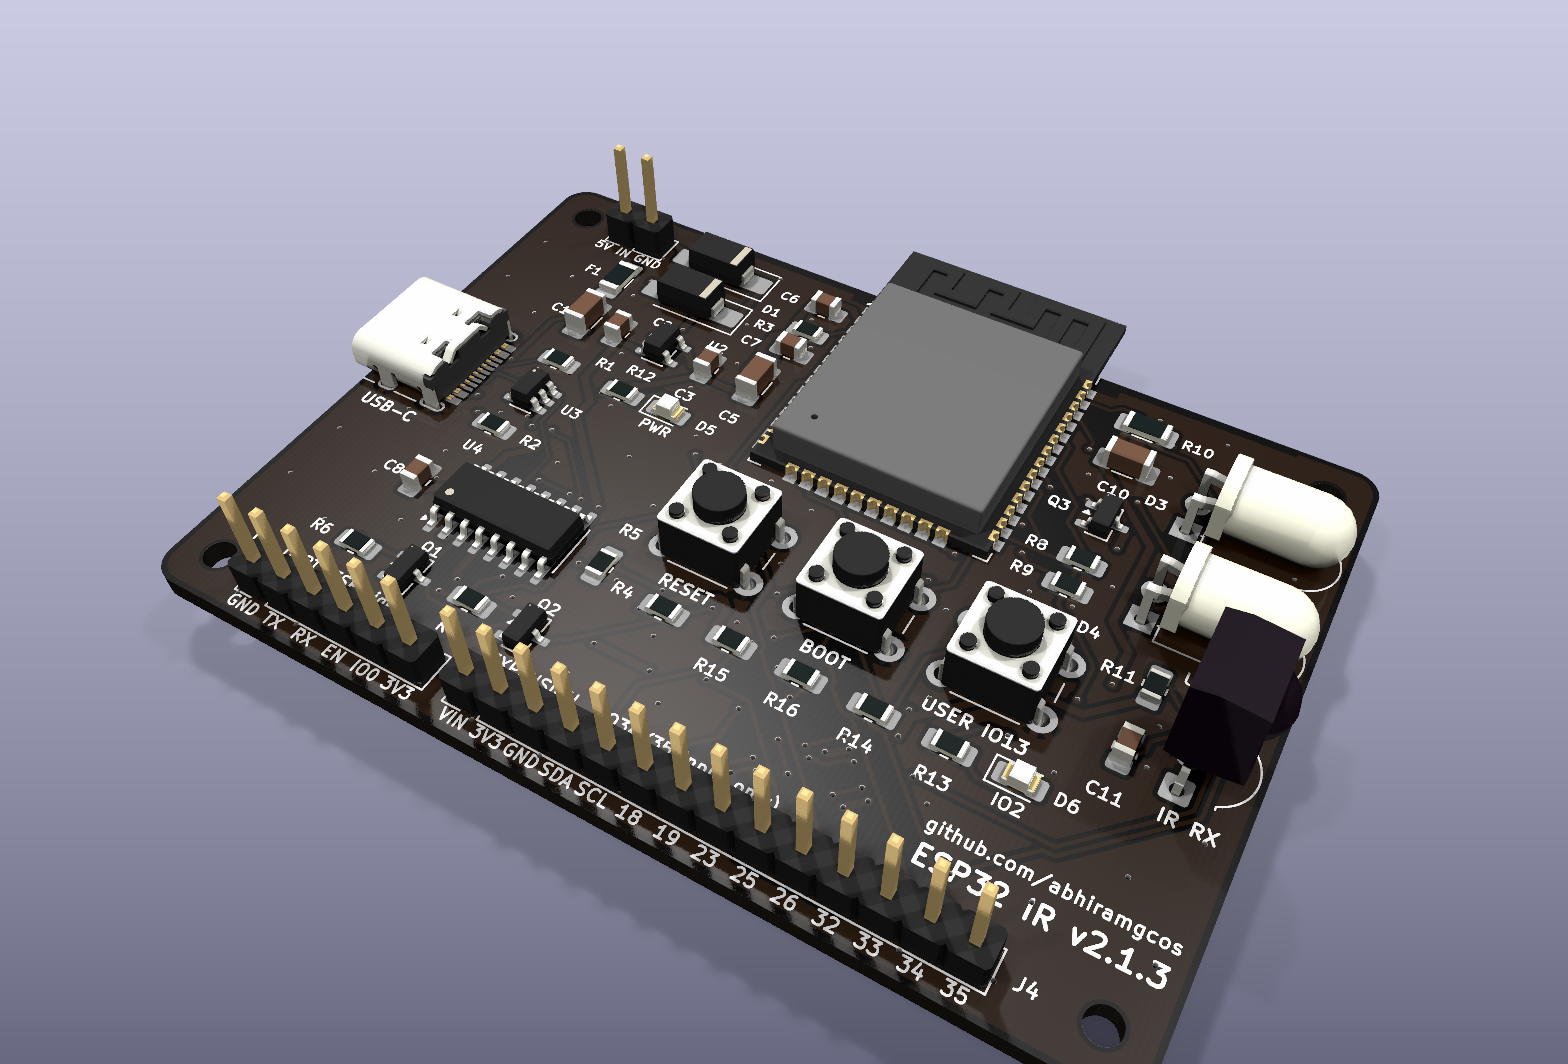 5V IN GND
F1
D1
C6
R3
C7
R1
R12
C3
C5
D5
PWR
USB-C
U3
R2
U4
C8
R10
C10
D3
Q3
R8
R9
D4
R5
R4
RESET
BOOT
USER IO13
R6
Q1
Q2
R15
R16
R14
R13
IO2
D6
R11
C11
IR RX
GND TX RX EN IO0 3V3
VIN 3V3 GND SDA SCL 18 19 23 25 26 32 33 34 35
J4
github.com/abhiramgcos
ESP32 iR v2.1.3